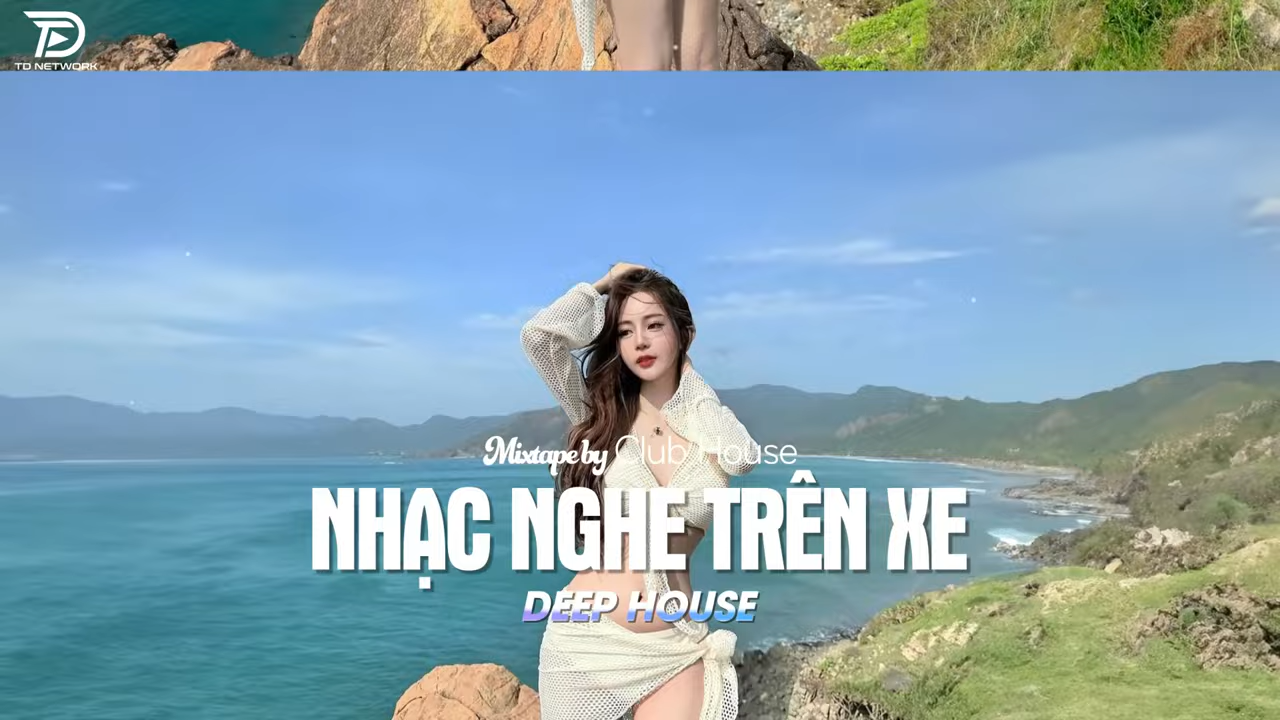 TD NETWORK
Mixtape by Club House
NHẠC NGHE TRÊN XE
DEEP HOUSE